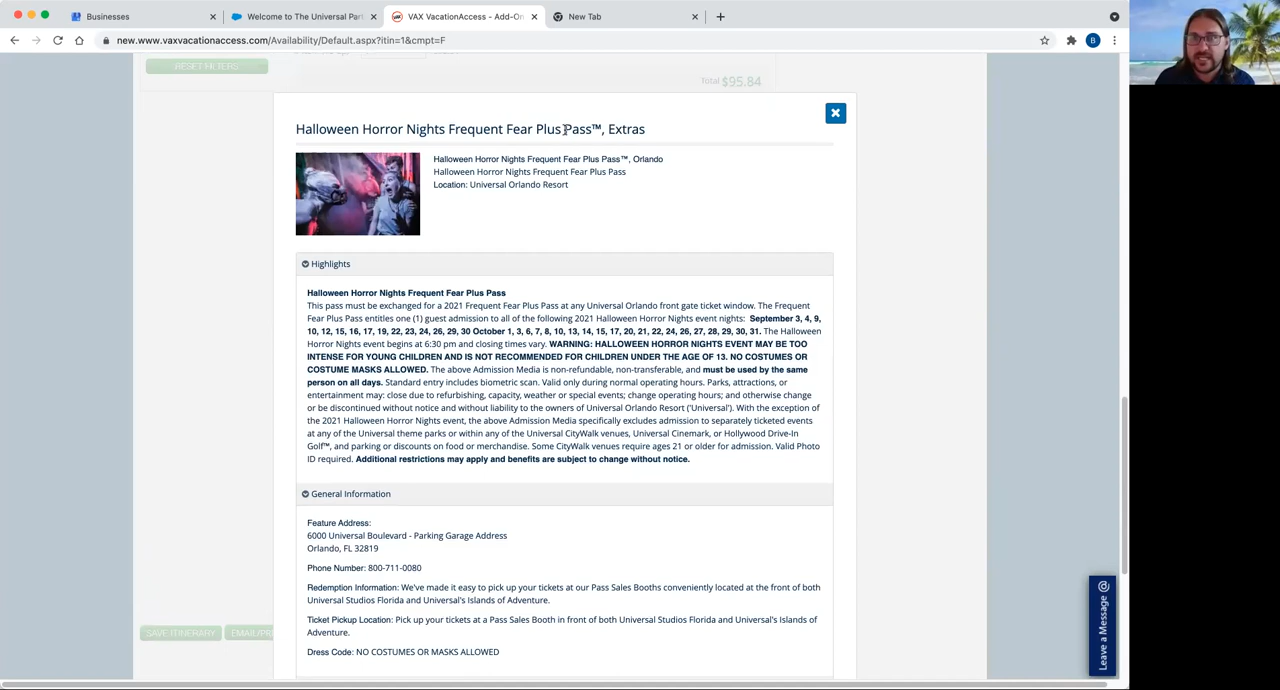 Businesses
Welcome to The Universal Par
VAX VacationAccess - Add-On
New Tab
new.www.vaxvacationaccess.com/Availability/Default.aspx?itin=1&cmpt=F
B
RESET FILTERS
Total $95.84
Halloween Horror Nights Frequent Fear Plus Pass™, Extras
Halloween Horror Nights Frequent Fear Plus Pass™, Orlando
Halloween Horror Nights Frequent Fear Plus Pass
Location: Universal Orlando Resort
Highlights
Halloween Horror Nights Frequent Fear Plus Pass
This pass must be exchanged for a 2021 Frequent Fear Plus Pass at any Universal Orlando front gate ticket window. The Frequent
Fear Plus Pass entitles one (1) guest admission to all of the following 2021 Halloween Horror Nights event nights: September 3, 4, 9,
10, 12, 15, 16, 17, 19, 22, 23, 24, 26, 29, 30 October 1, 3, 6, 7, 8, 10, 13, 14, 15, 17, 20, 21, 22, 24, 26, 27, 28, 29, 30, 31. The Halloween
Horror Nights event begins at 6:30 pm and closing times vary. WARNING: HALLOWEEN HORROR NIGHTS EVENT MAY BE TOO
INTENSE FOR YOUNG CHILDREN AND IS NOT RECOMMENDED FOR CHILDREN UNDER THE AGE OF 13. NO COSTUMES OR
COSTUME MASKS ALLOWED. The above Admission Media is non-refundable, non-transferable, and must be used by the same
person on all days. Standard entry includes biometric scan. Valid only during normal operating hours. Parks, attractions, or
entertainment may: close due to refurbishing, capacity, weather or special events; change operating hours; and otherwise change
or be discontinued without notice and without liability to the owners of Universal Orlando Resort ('Universal'). With the exception of
the 2021 Halloween Horror Nights event, the above Admission Media specifically excludes admission to separately ticketed events
at any of the Universal theme parks or within any of the Universal CityWalk venues, Universal Cinemark, or Hollywood Drive-In
Golf™, and parking or discounts on food or merchandise. Some CityWalk venues require ages 21 or older for admission. Valid Photo
ID required. Additional restrictions may apply and benefits are subject to change without notice.
General Information
Feature Address:
6000 Universal Boulevard - Parking Garage Address
Orlando, FL 32819
Phone Number: 800-711-0080
Redemption Information: We've made it easy to pick up your tickets at our Pass Sales Booths conveniently located at the front of both
Universal Studios Florida and Universal's Islands of Adventure.
Ticket Pickup Location: Pick up your tickets at a Pass Sales Booth in front of both Universal Studios Florida and Universal's Islands of
Adventure.
Dress Code: NO COSTUMES OR MASKS ALLOWED
SAVE ITINERARY
EMAIL/PRI
Leave a Message @